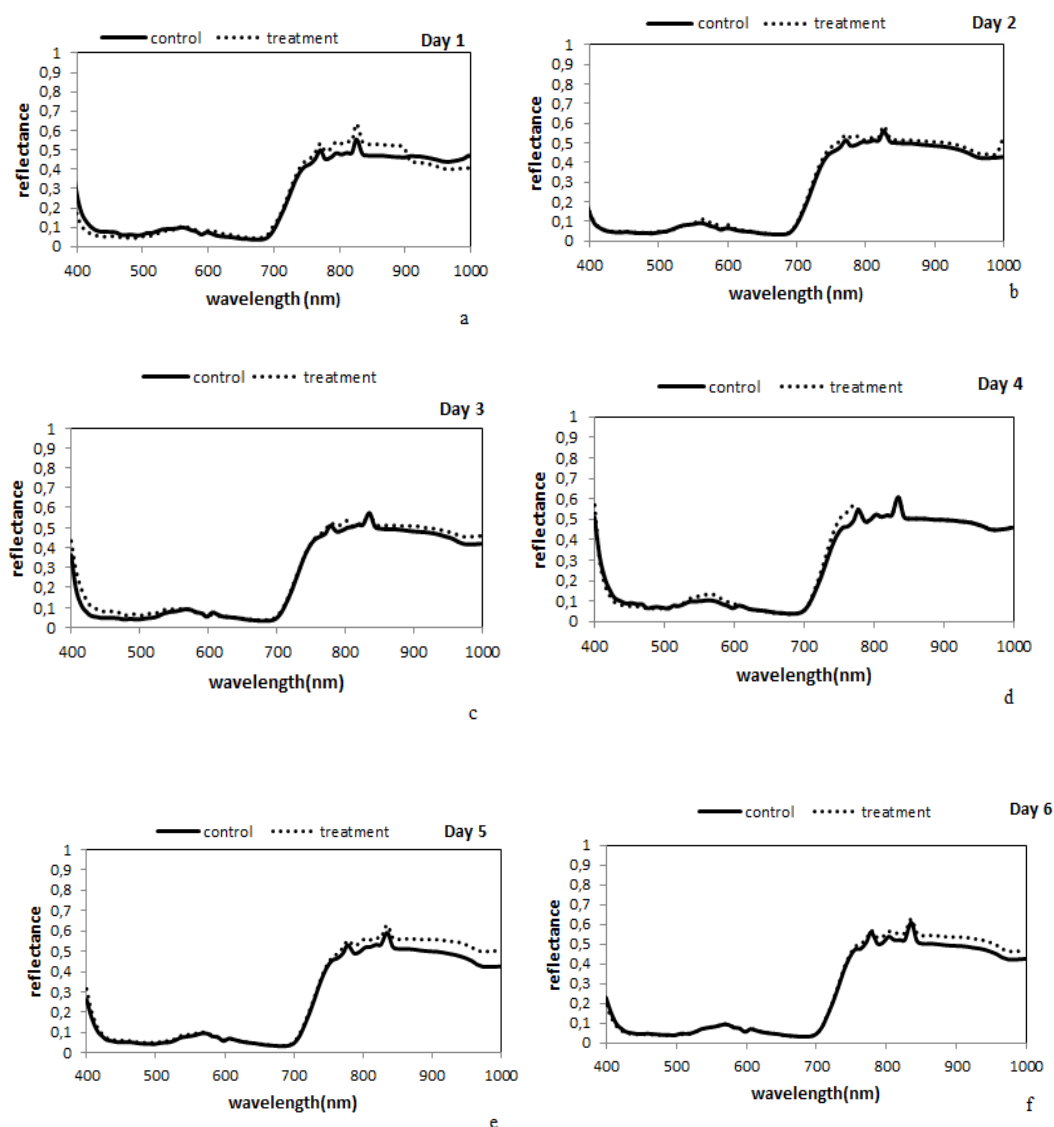 control treatment Day 1
1
0,9
0,8
0,7
0,6
0,5
0,4
0,3
0,2
0,1
0
reflectance
400 500 600 700 800 900 1000
wavelength (nm)
a
control treatment Day 2
1
0,9
0,8
0,7
0,6
0,5
0,4
0,3
0,2
0,1
0
reflectance
400 500 600 700 800 900 1000
wavelength (nm)
b
control treatment
Day 3
1
0,9
0,8
0,7
0,6
0,5
0,4
0,3
0,2
0,1
0
reflectance
400 500 600 700 800 900 1000
wavelength(nm)
c
control treatment Day 4
1
0,9
0,8
0,7
0,6
0,5
0,4
0,3
0,2
0,1
0
reflectance
400 500 600 700 800 900 1000
wavelength(nm)
d
control treatment Day 5
1
0,9
0,8
0,7
0,6
0,5
0,4
0,3
0,2
0,1
0
reflectance
400 500 600 700 800 900 1000
wavelength(nm)
e
control treatment Day 6
1
0,9
0,8
0,7
0,6
0,5
0,4
0,3
0,2
0,1
0
reflectance
400 500 600 700 800 900 1000
wavelength(nm)
f